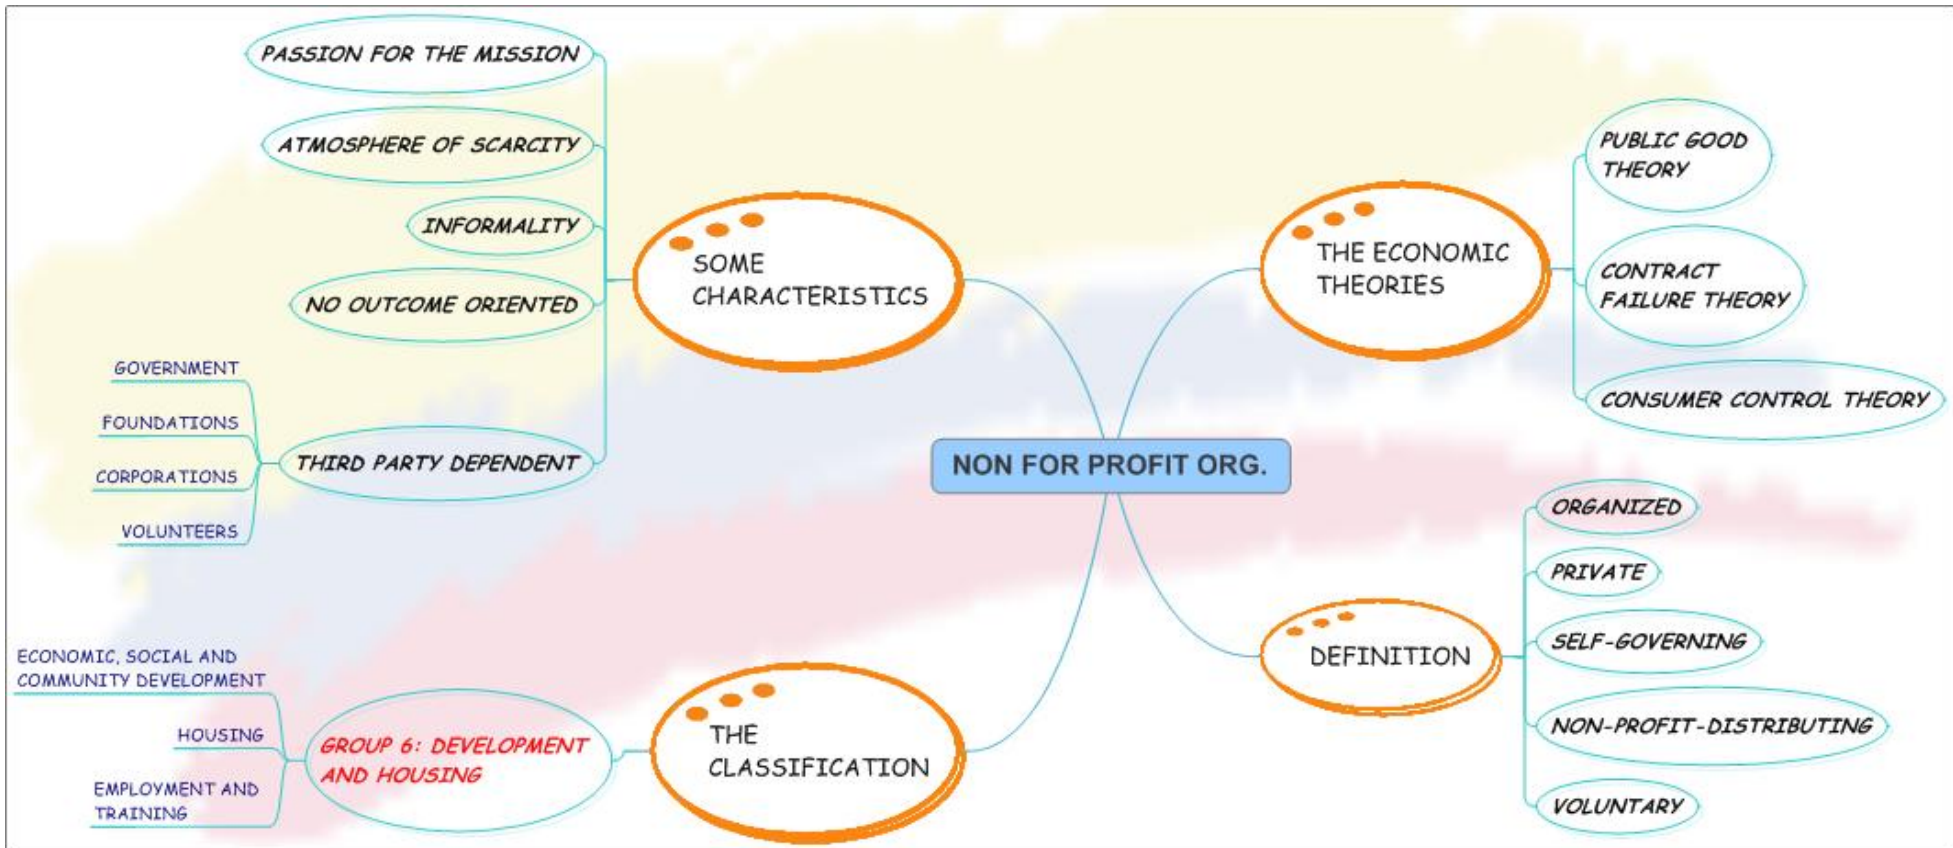 PASSION FOR THE MISSION
ATMOSPHERE OF SCARCITY
INFORMALITY
NO OUTCOME ORIENTED
THIRD PARTY DEPENDENT
GOVERNMENT
FOUNDATIONS
CORPORATIONS
VOLUNTEERS
SOME
CHARACTERISTICS
THE ECONOMIC
THEORIES
PUBLIC GOOD
THEORY
CONTRACT
FAILURE THEORY
CONSUMER CONTROL THEORY
NON FOR PROFIT ORG.
DEFINITION
ORGANIZED
PRIVATE
SELF-GOVERNING
NON-PROFIT-DISTRIBUTING
VOLUNTARY
THE
CLASSIFICATION
GROUP 6: DEVELOPMENT
AND HOUSING
ECONOMIC, SOCIAL AND
COMMUNITY DEVELOPMENT
HOUSING
EMPLOYMENT AND
TRAINING